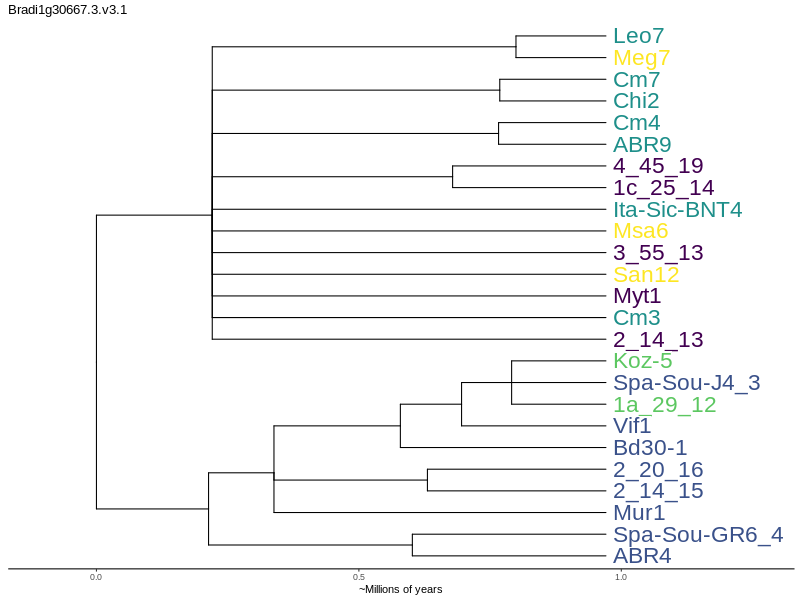 Bradi1g30667.3.v3.1
Leo7
Meg7
Cm7
Chi2
Cm4
ABR9
4_45_19
1c_25_14
Ita-Sic-BNT4
Msa6
3_55_13
San12
Myt1
Cm3
2_14_13
Koz-5
Spa-Sou-J4_3
1a_29_12
Vif1
Bd30-1
2_20_16
2_14_15
Mur1
Spa-Sou-GR6_4
ABR4
0.0 0.5 1.0
~Millions of years